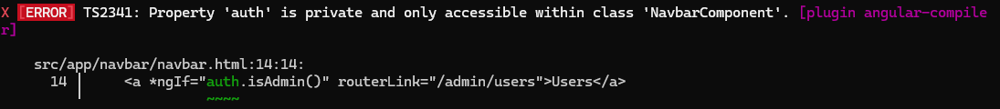 X [ERROR] TS2341: Property 'auth' is private and only accessible within class 'NavbarComponent'. [plugin angular-compile
r]
src/app/navbar/navbar.html:14:14:
14 │ <a *ngIf="auth.isAdmin()" routerLink="/admin/users">Users</a>
~~~~